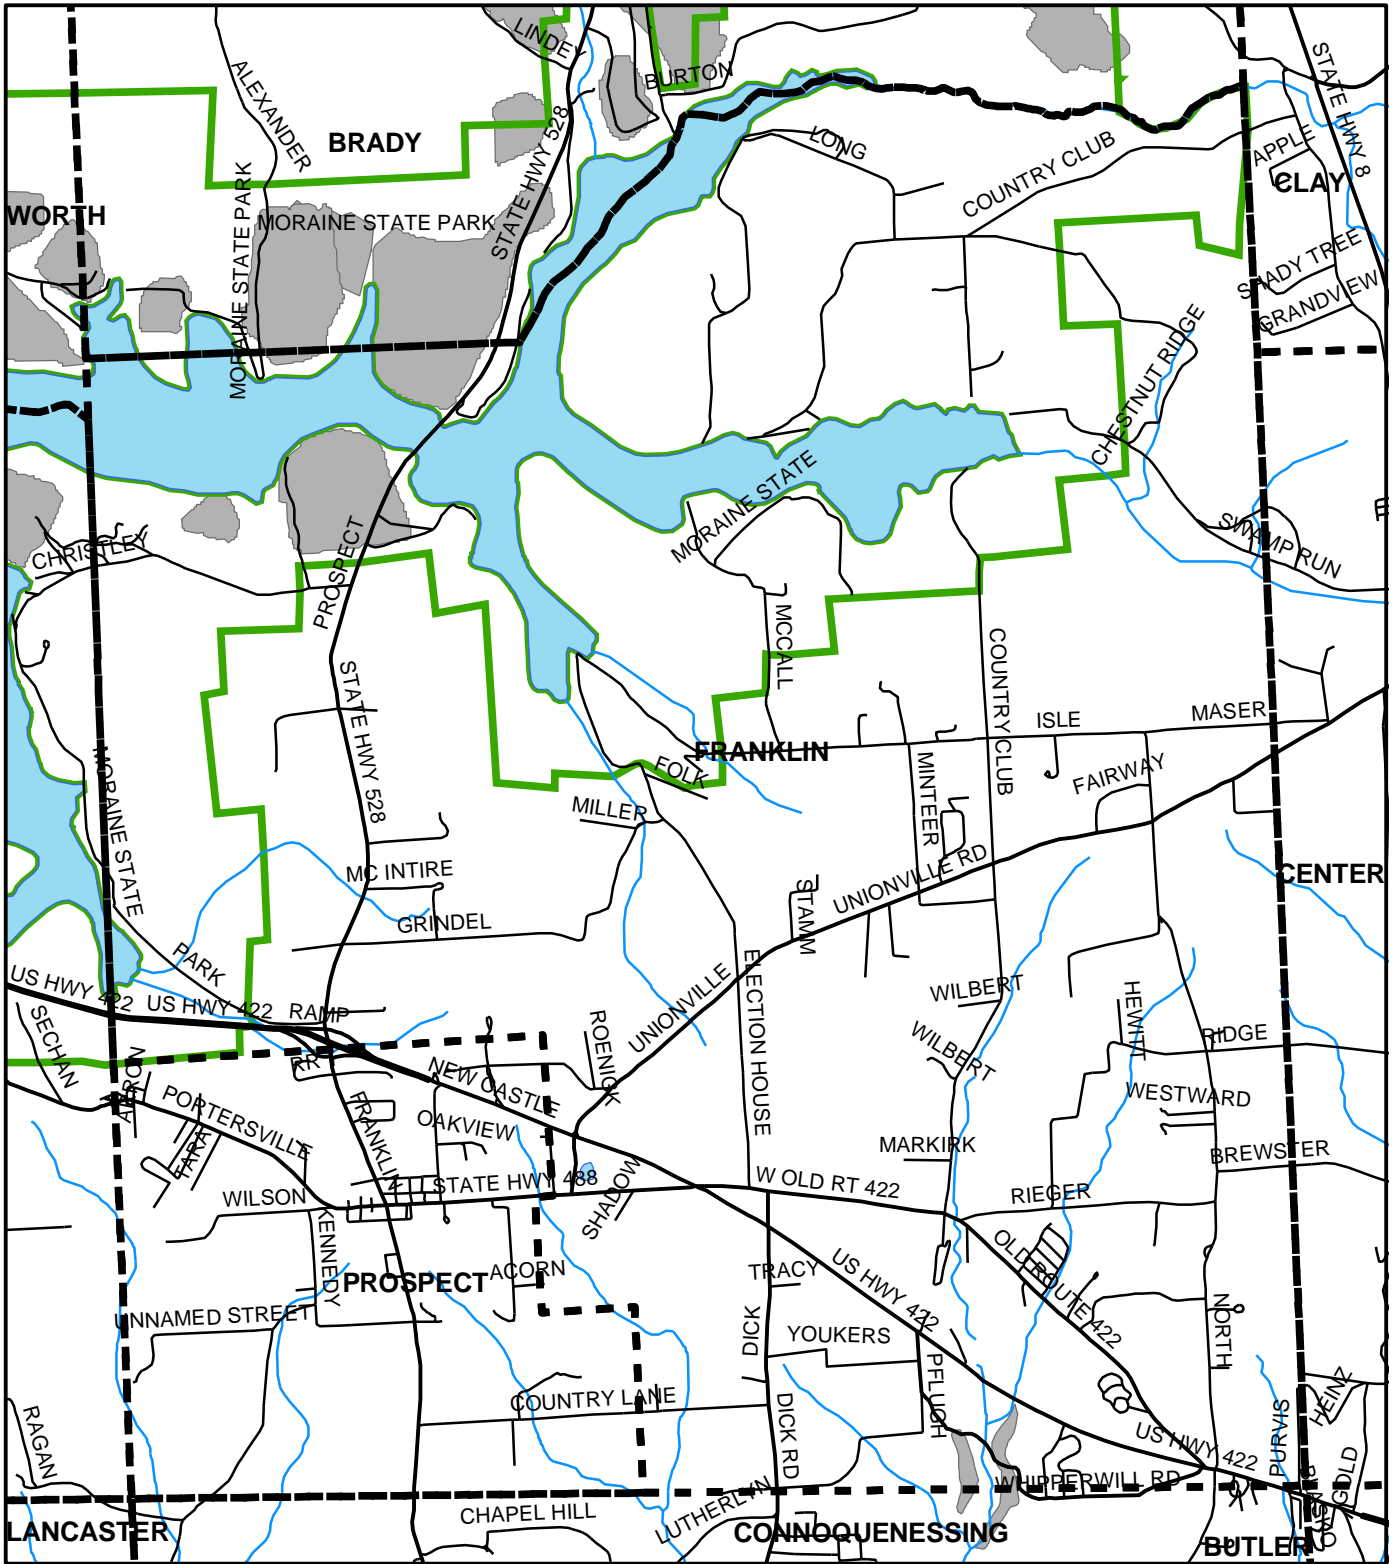 LINDEY
STATE HWY 8
BURTON
ALEXANDER
BRADY
STATE HWY 528
LONG
COUNTRY CLUB
APPLE
CLAY
WORTH
MORAINE STATE PARK
MORAINE STATE PARK
SHADY TREE
GRANDVIEW
CHESTNUT RIDGE
MORAINE STATE
PROSPECT
SWAMP RUN
CHRISTLEY
MCCALL
COUNTRY CLUB
STATE HWY 528
ISLE
MASER
FRANKLIN
FOLK
MINTEER
FAIRWAY
MORAINE STATE
MILLER
MC INTIRE
UNIONVILLE RD
CENTER
STAMM
GRINDEL
PARK
US HWY 422
US HWY 422
RAMP
ELECTION HOUSE
UNIONVILLE
WILBERT
HEWITT
SECHAN
ROENIGK
WILBERT
RIDGE
AKRON
RR
NEW CASTLE
PORTERSVILLE
FRANKLIN
OAKVIEW
WESTWARD
TARA
MARKIRK
BREWSTER
STATE HWY 488
W OLD RT 422
WILSON
SHADOW
RIEGER
KENNEDY
OLD ROUTE 422
PROSPECT
ACORN
TRACY
US HWY 422
UNNAMED STREET
DICK
YOUKERS
NORTH
PFLUGH
COUNTRY LANE
DICK RD
HEINZ
PURVIS
RAGAN
US HWY 422
GOLD
WHIPPERWILL RD
LUTHERLYN
CHAPEL HILL
LANCASTER
CONNOQUENESSING
BUTLER